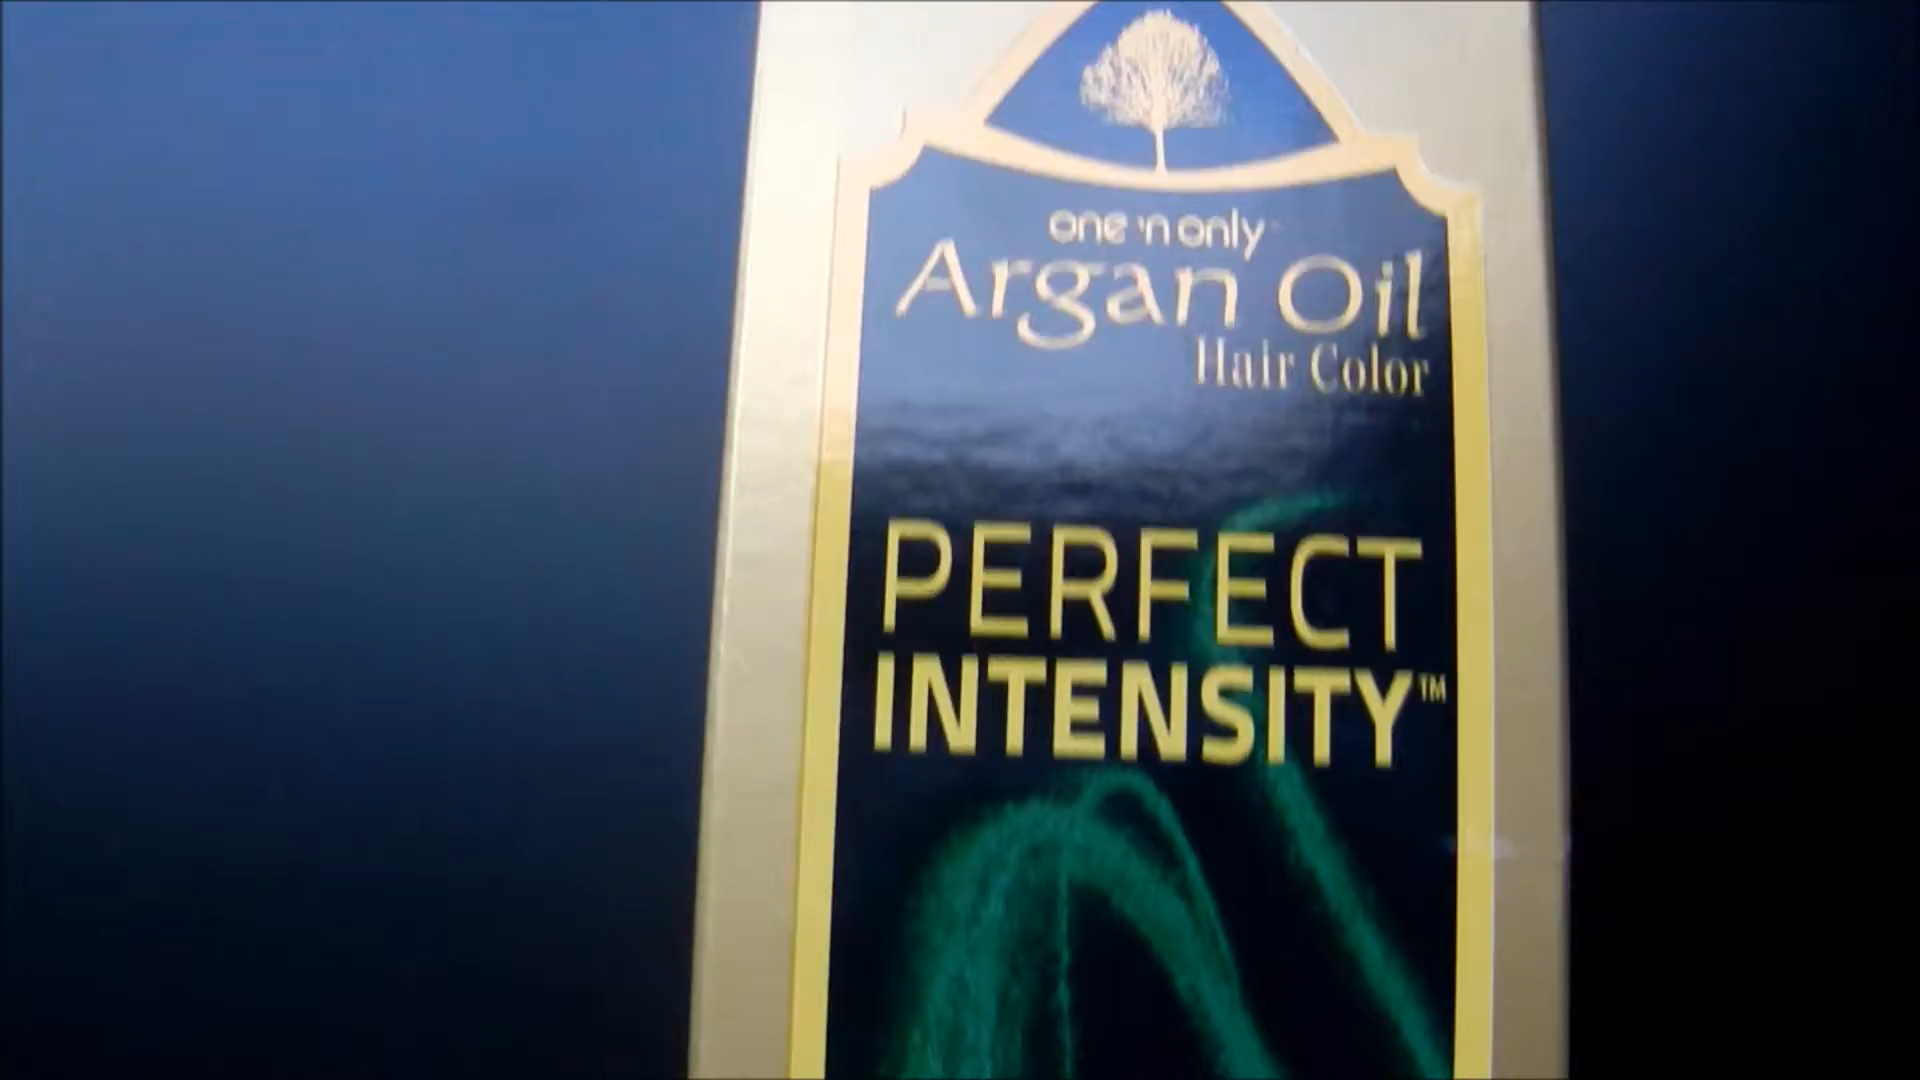 one 'n only
Argan Oil
Hair Color
PERFECT
INTENSITY™